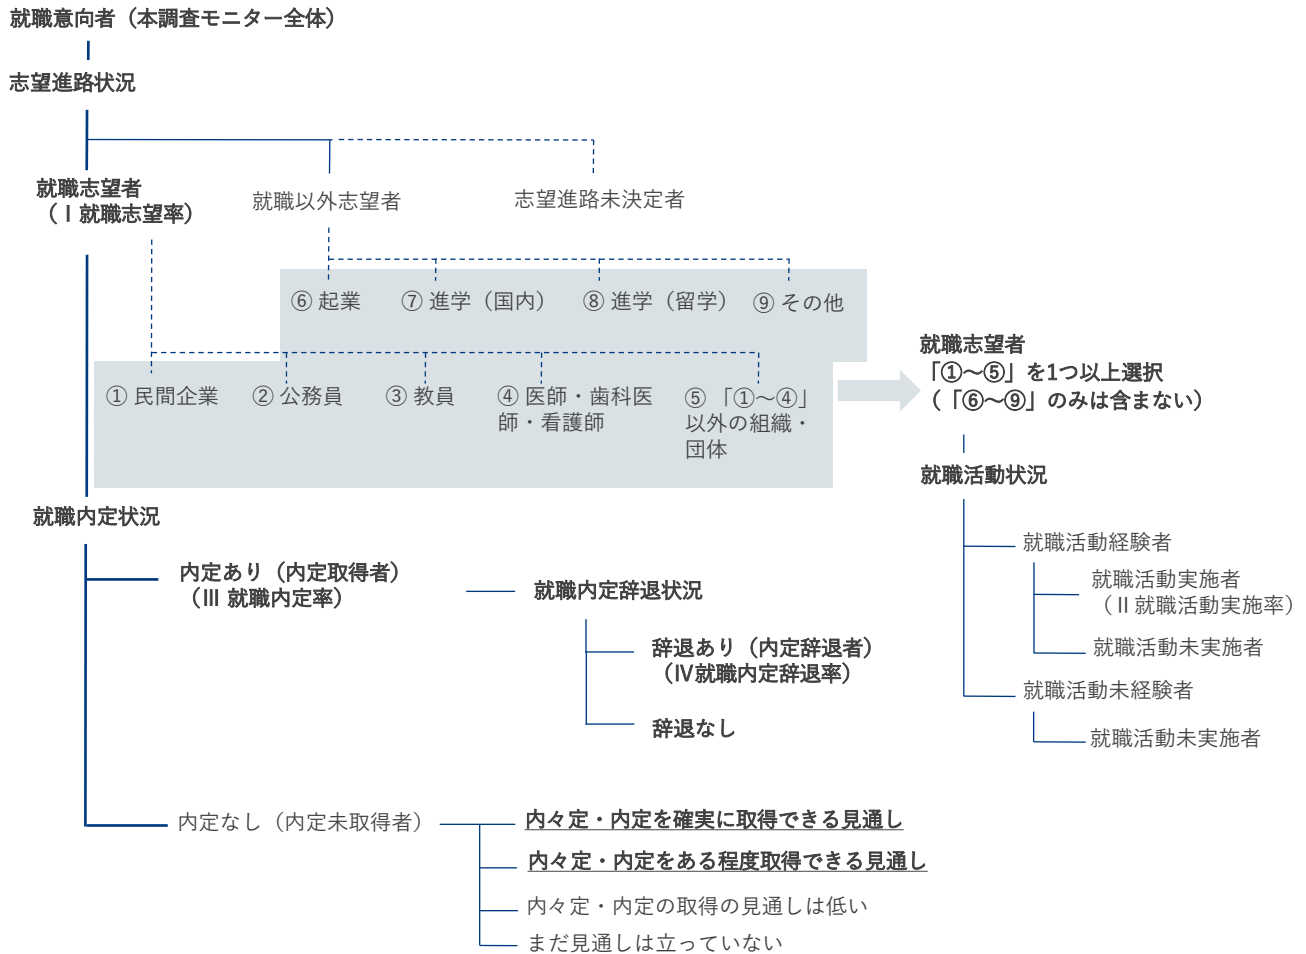 就職意向者（本調査モニター全体）
志望進路状況
就職志望者
（Ⅰ就職志望率）
就職以外志望者
志望進路未決定者
⑥ 起業
⑦ 進学（国内）
⑧ 進学（留学）
⑨ その他
① 民間企業
② 公務員
③ 教員
④ 医師・歯科医
師・看護師
⑤ 「①～④」
以外の組織・
団体
就職志望者
「①～⑤」を1つ以上選択
（「⑥～⑨」のみは含まない）
就職活動状況
就職活動経験者
就職活動実施者
（Ⅱ就職活動実施率）
就職活動未実施者
就職活動未経験者
就職活動未実施者
就職内定状況
内定あり（内定取得者）
（Ⅲ 就職内定率）
就職内定辞退状況
辞退あり（内定辞退者）
（Ⅳ就職内定辞退率）
辞退なし
内定なし（内定未取得者）
内々定・内定を確実に取得できる見通し
内々定・内定をある程度取得できる見通し
内々定・内定の取得の見通しは低い
まだ見通しは立っていない